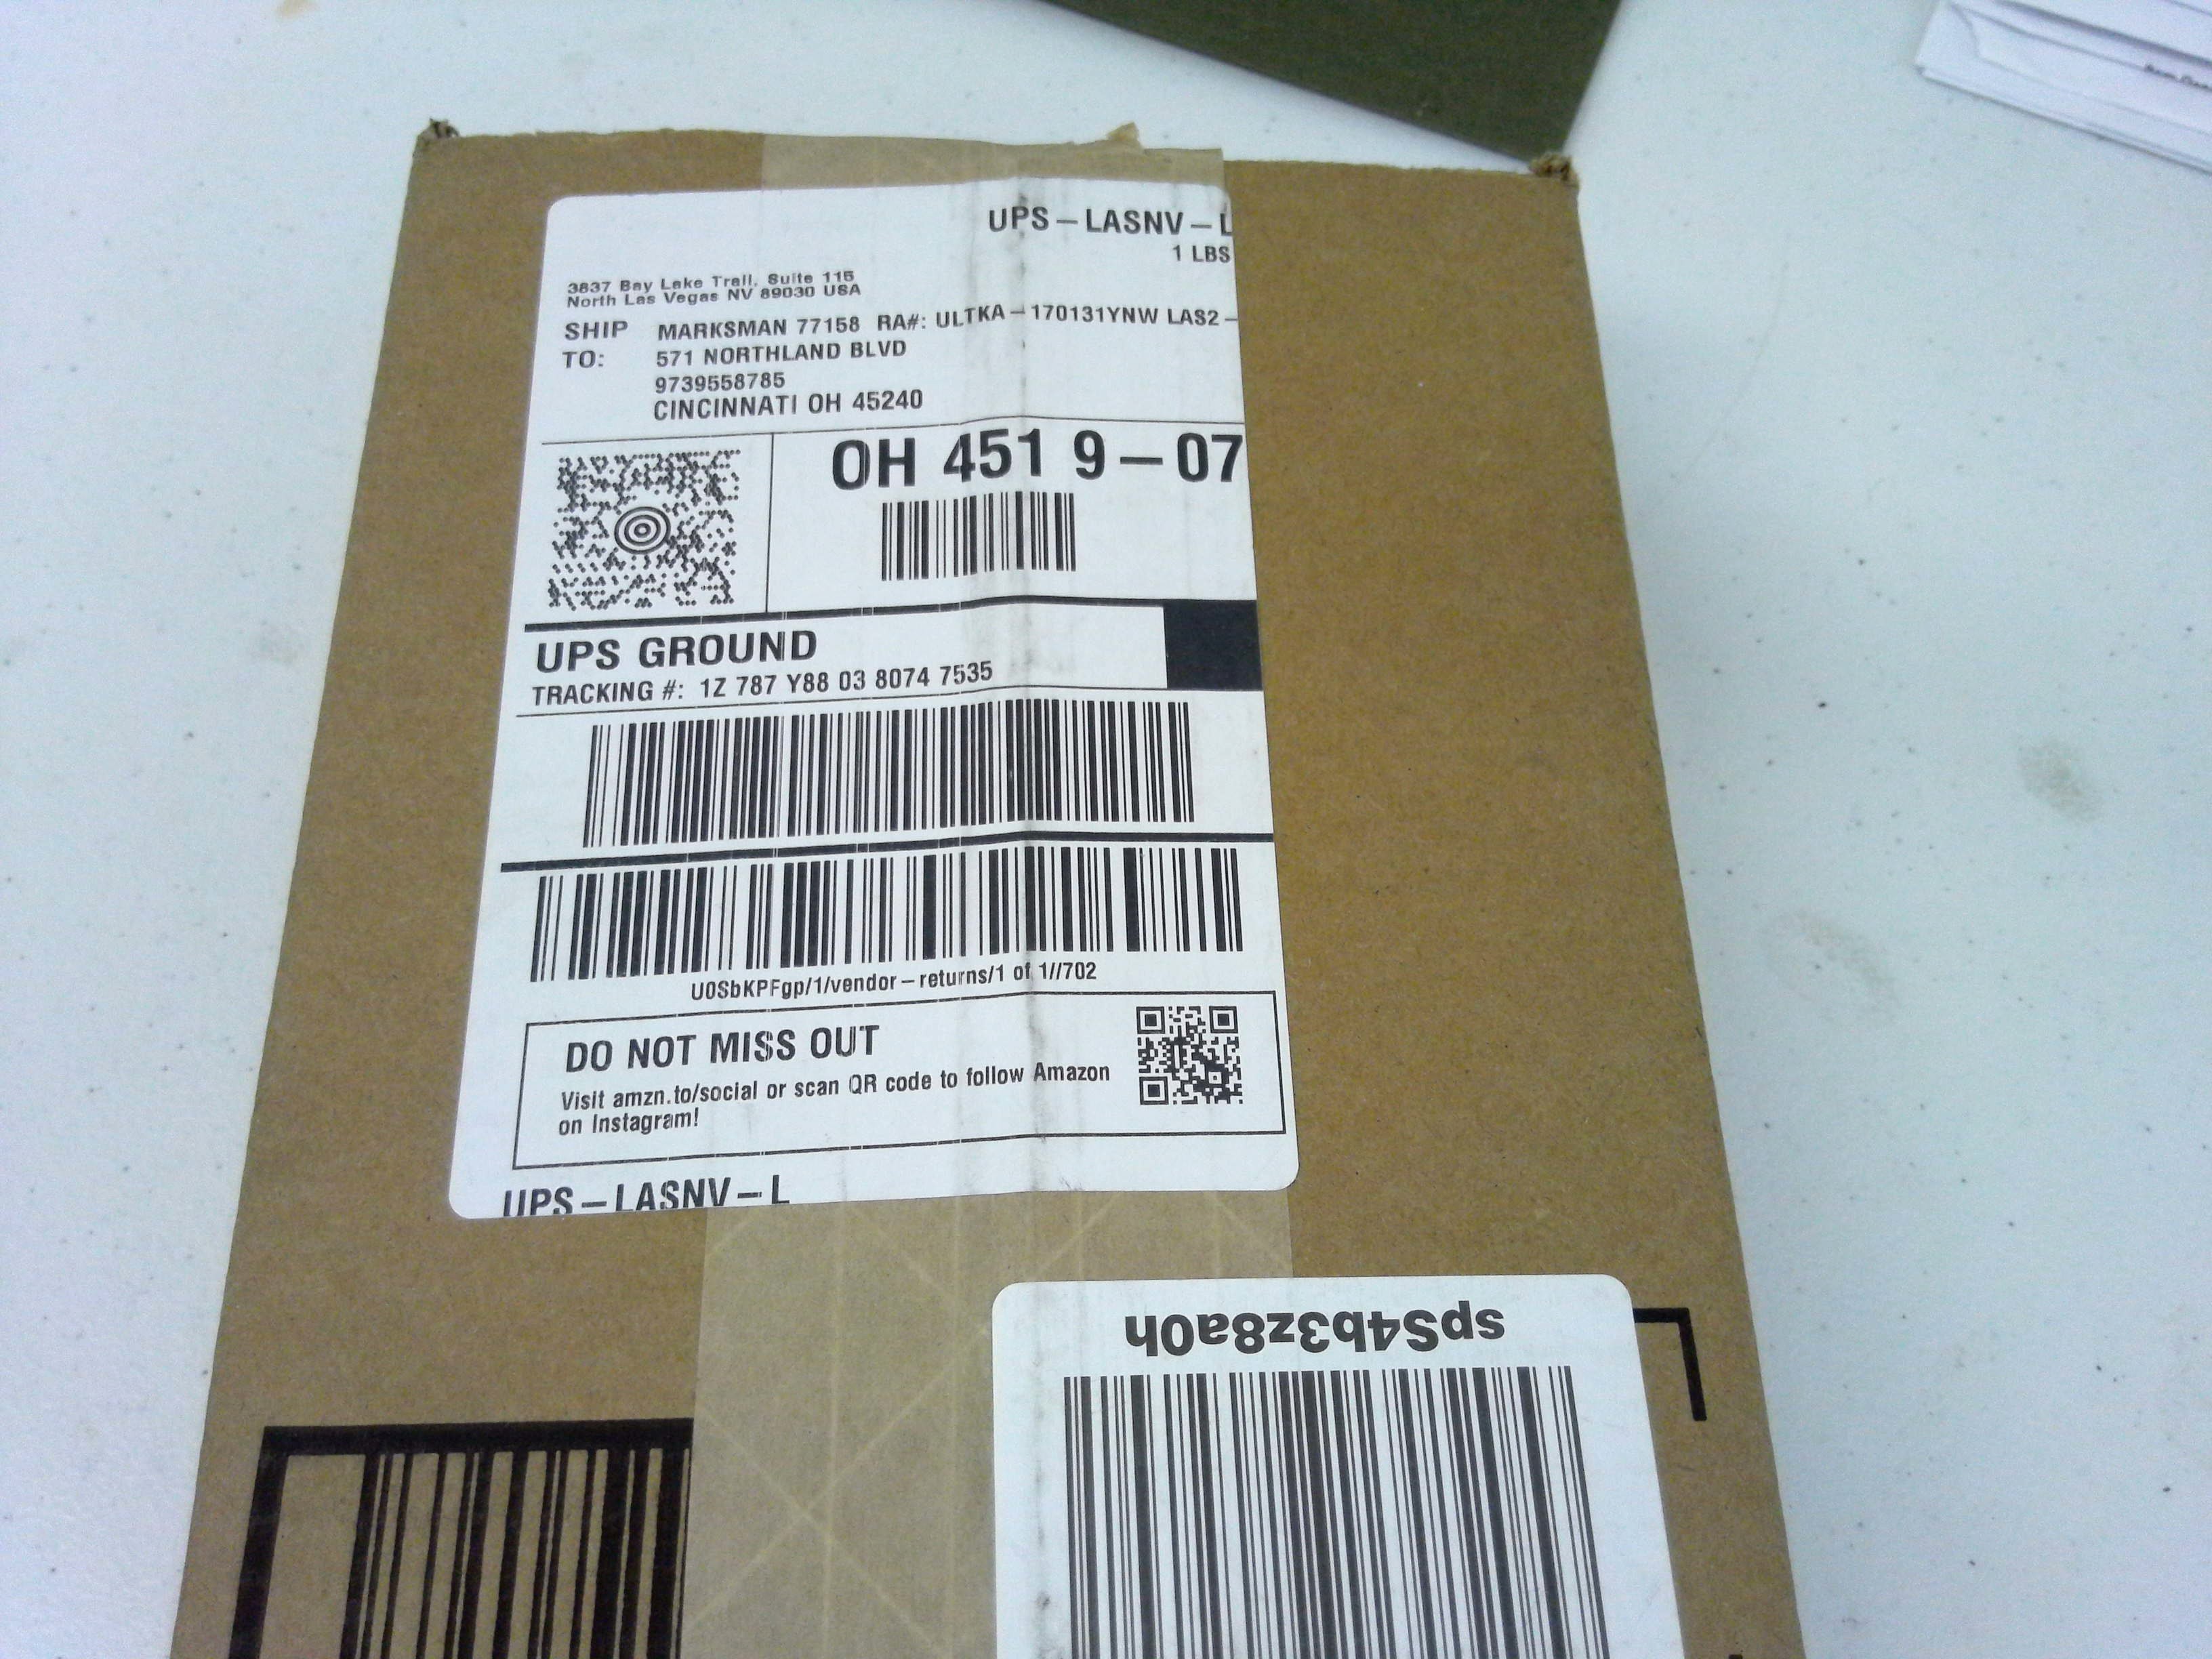 UPS – LASNV – L
1 LBS
3837 Bay Lake Trail, Suite 115
North Las Vegas NV 89030 USA
SHIP MARKSMAN 77158 RA#: ULTKA – 170131YNW LAS2 –
TO: 571 NORTHLAND BLVD
9739558785
CINCINNATI OH 45240
OH 451 9 – 07
UPS GROUND
TRACKING #: 1Z 787 Y88 03 8074 7535
U0SbKPFgp/1/vendor – returns/1 of 1//702
DO NOT MISS OUT
Visit amzn.to/social or scan QR code to follow Amazon
on Instagram!
UPS – LASNV – L
spS4b3z8a0h